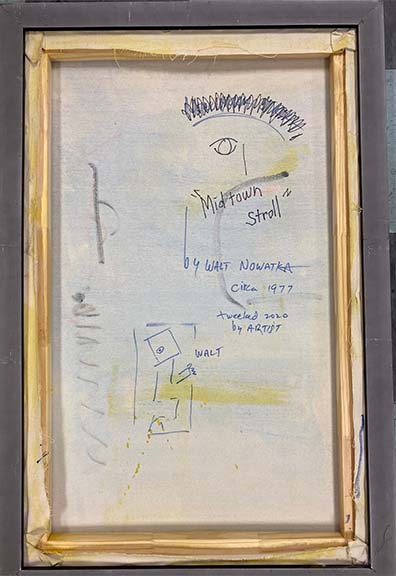 "Midtown
Stroll"
by WALT NOWATKA
circa 1977
tweeked 2020
by ARTIST
WALT